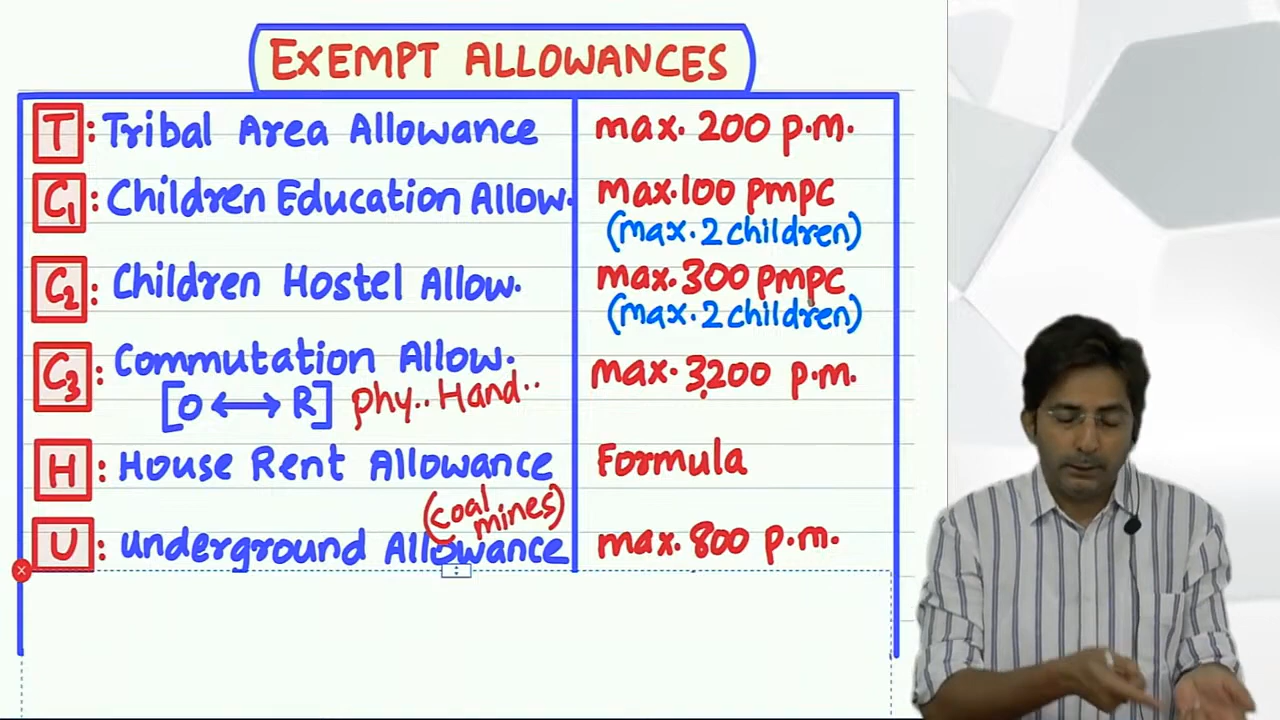 EXEMPT ALLOWANCES
T : Tribal Area Allowance max. 200 p.m.
C1 : Children Education Allow. max. 100 pmpc
(max. 2 children)
C2 : Children Hostel Allow. max. 300 pmpc
(max. 2 children)
C3 : Commutation Allow. max. 3,200 p.m.
[O ↔ R] Phy.. Hand..
H : House Rent Allowance Formula
(coal mines)
U : Underground Allowance max. 800 p.m.